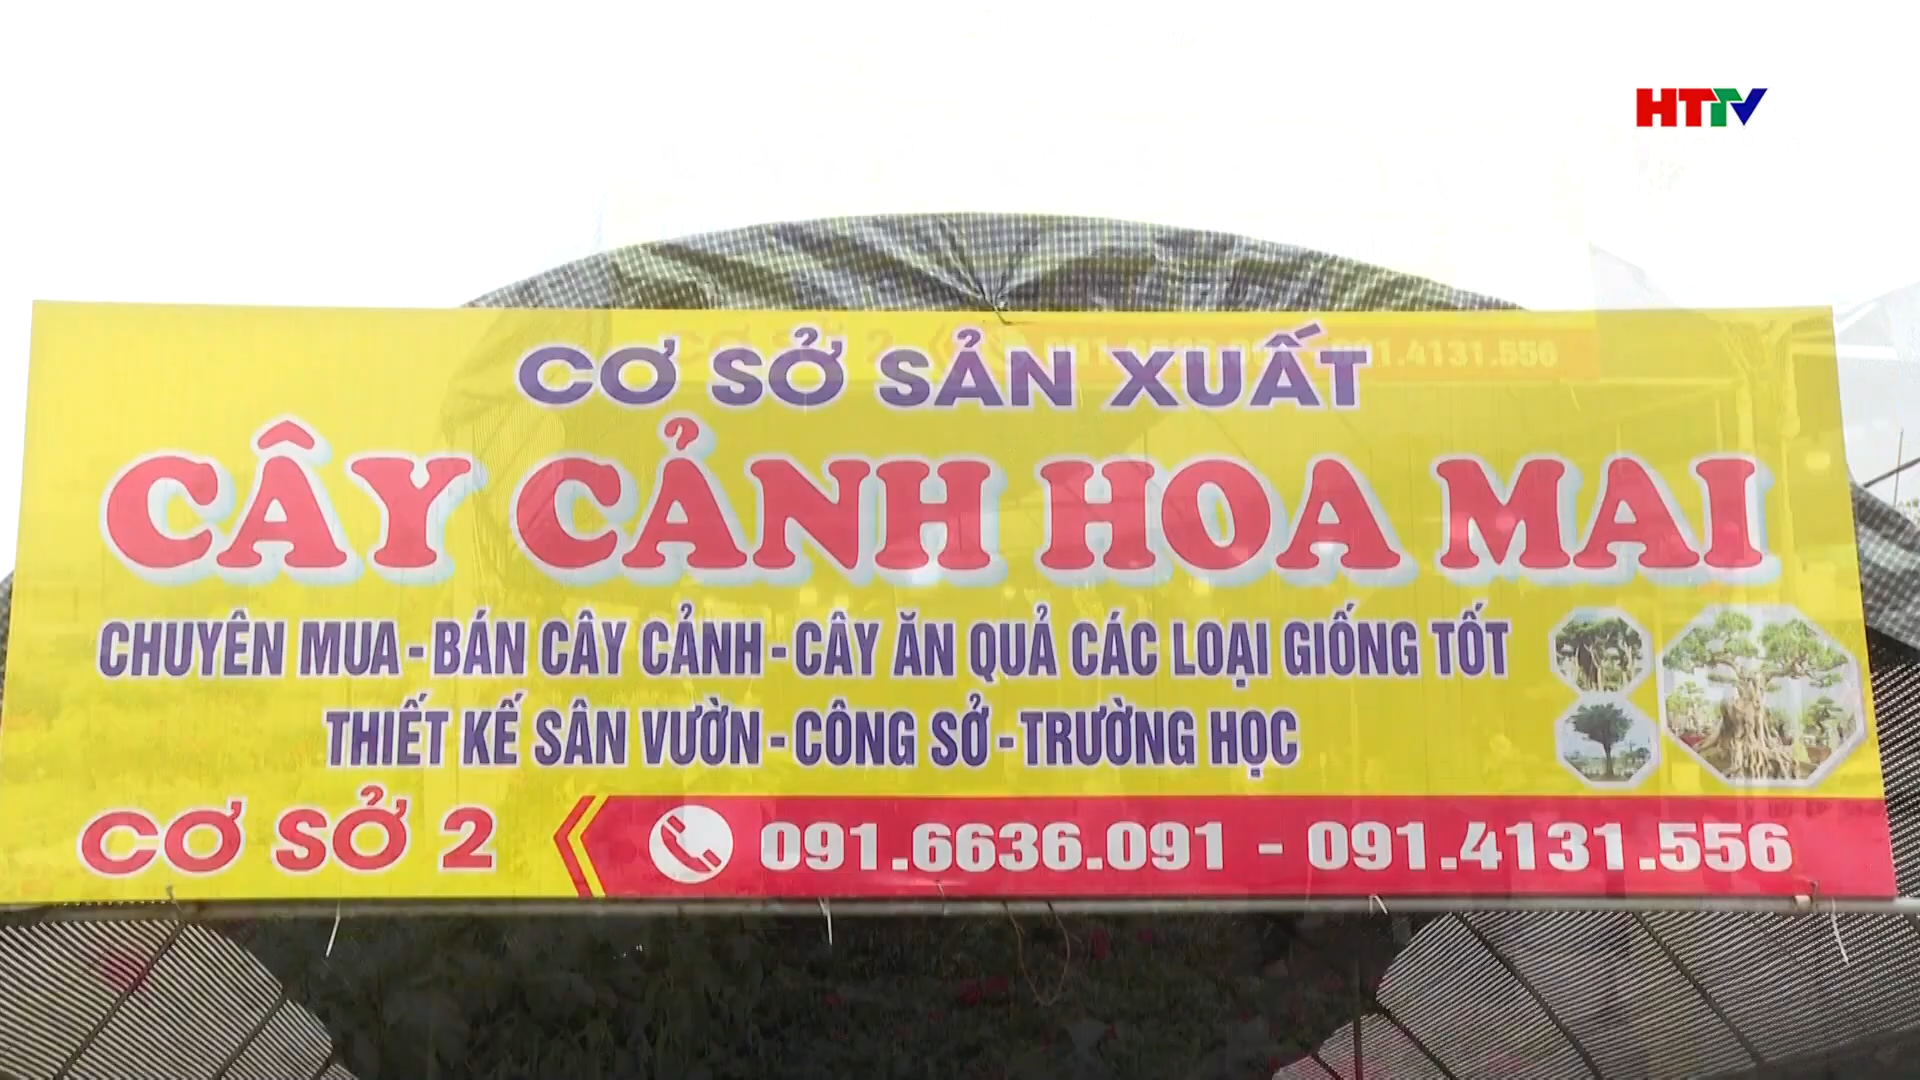 HTTV
CƠ SỞ SẢN XUẤT
CÂY CẢNH HOA MAI
CHUYÊN MUA - BÁN CÂY CẢNH - CÂY ĂN QUẢ CÁC LOẠI GIỐNG TỐT
THIẾT KẾ SÂN VƯỜN - CÔNG SỞ - TRƯỜNG HỌC
CƠ SỞ 2
091.6636.091 - 091.4131.556